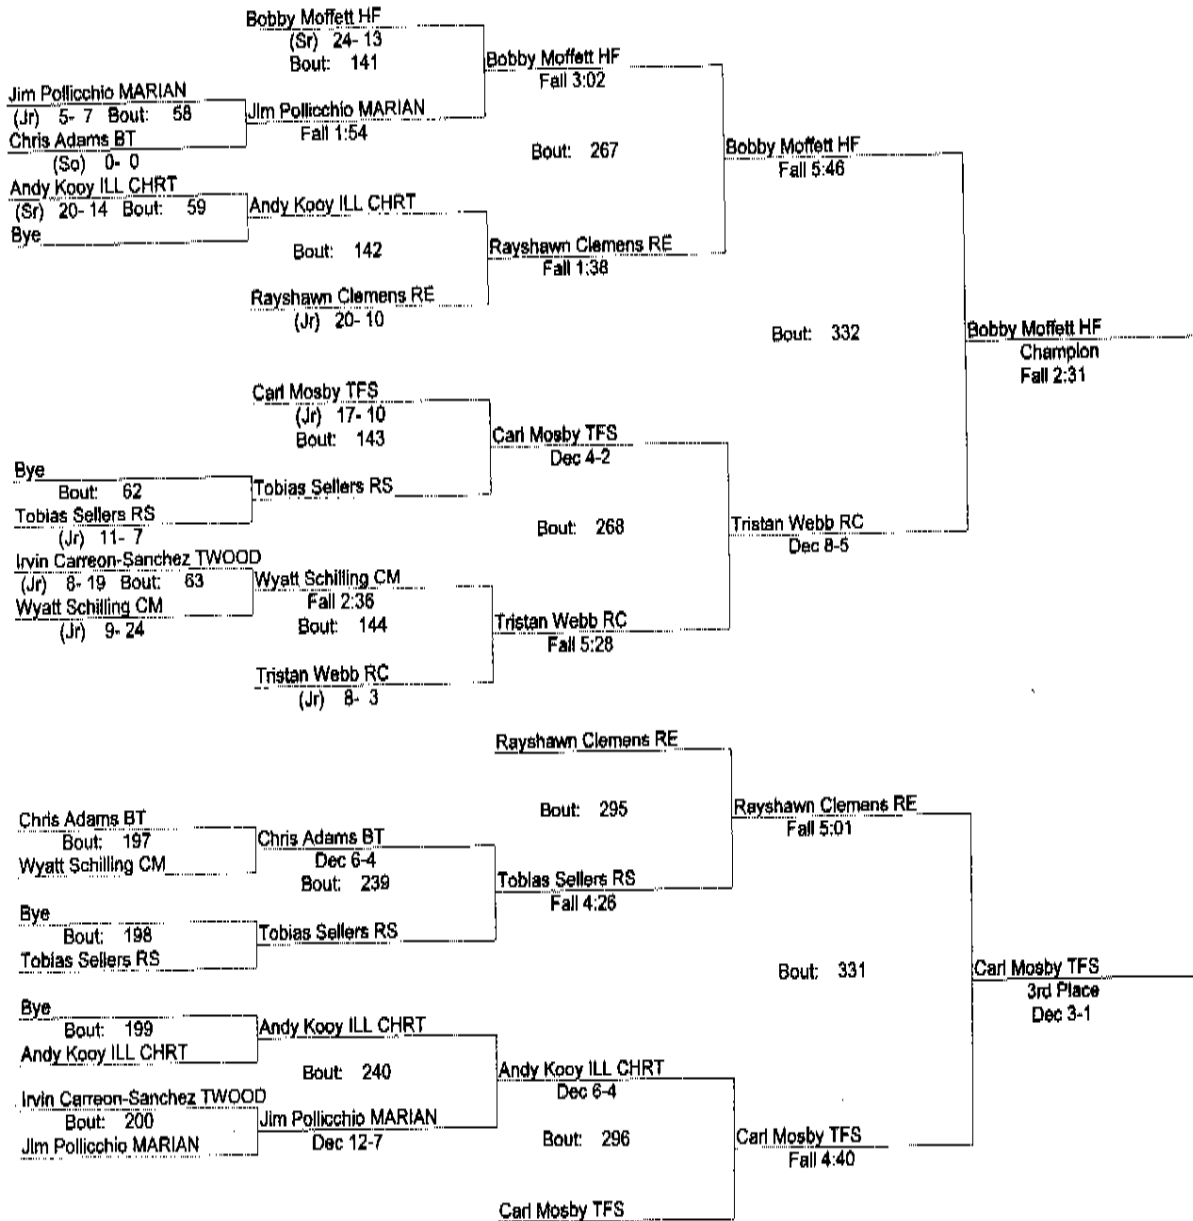 Bobby Moffett HF
(Sr) 24- 13
Bout: 141
Bobby Moffett HF
Fall 3:02
Jim Pollicchio MARIAN
(Jr) 5- 7 Bout: 58
Jim Pollicchio MARIAN
Fall 1:54
Chris Adams BT
(So) 0- 0
Bout: 267
Bobby Moffett HF
Fall 5:46
Andy Kooy ILL CHRT
(Sr) 20- 14 Bout: 59
Andy Kooy ILL CHRT
Bye
Bout: 142
Rayshawn Clemens RE
Fall 1:38
Rayshawn Clemens RE
(Jr) 20- 10
Bout: 332
Bobby Moffett HF
Champion
Fall 2:31
Carl Mosby TFS
(Jr) 17- 10
Bout: 143
Carl Mosby TFS
Dec 4-2
Bye
Bout: 62
Tobias Sellers RS
Tobias Sellers RS
(Jr) 11- 7
Bout: 268
Tristan Webb RC
Dec 8-5
Irvin Carreon-Sanchez TWOOD
(Jr) 8- 19 Bout: 63
Wyatt Schilling CM
Fall 2:36
Wyatt Schilling CM
(Jr) 9- 24
Bout: 144
Tristan Webb RC
Fall 5:28
Tristan Webb RC
(Jr) 8- 3
Rayshawn Clemens RE
Bout: 295
Rayshawn Clemens RE
Fall 5:01
Chris Adams BT
Bout: 197
Chris Adams BT
Dec 6-4
Wyatt Schilling CM
Bout: 239
Tobias Sellers RS
Fall 4:26
Bye
Bout: 198
Tobias Sellers RS
Tobias Sellers RS
Bout: 331
Carl Mosby TFS
3rd Place
Dec 3-1
Bye
Bout: 199
Andy Kooy ILL CHRT
Andy Kooy ILL CHRT
Bout: 240
Andy Kooy ILL CHRT
Dec 6-4
Irvin Carreon-Sanchez TWOOD
Bout: 200
Jim Pollicchio MARIAN
Dec 12-7
Jim Pollicchio MARIAN
Bout: 296
Carl Mosby TFS
Fall 4:40
Carl Mosby TFS